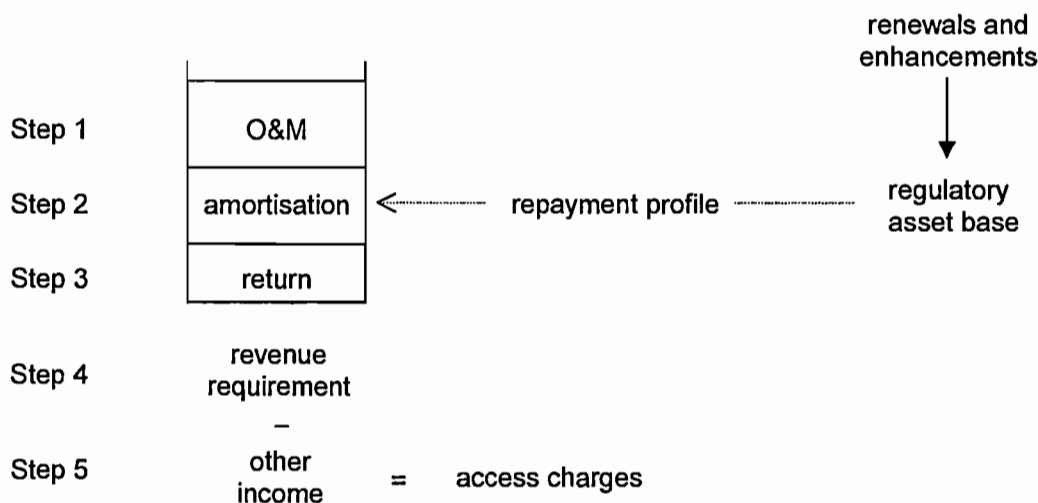 renewals and
enhancements
Step 1
O&M
Step 2
amortisation
repayment profile
regulatory
asset base
Step 3
return
Step 4
revenue
requirement
–
Step 5
other
income
= access charges